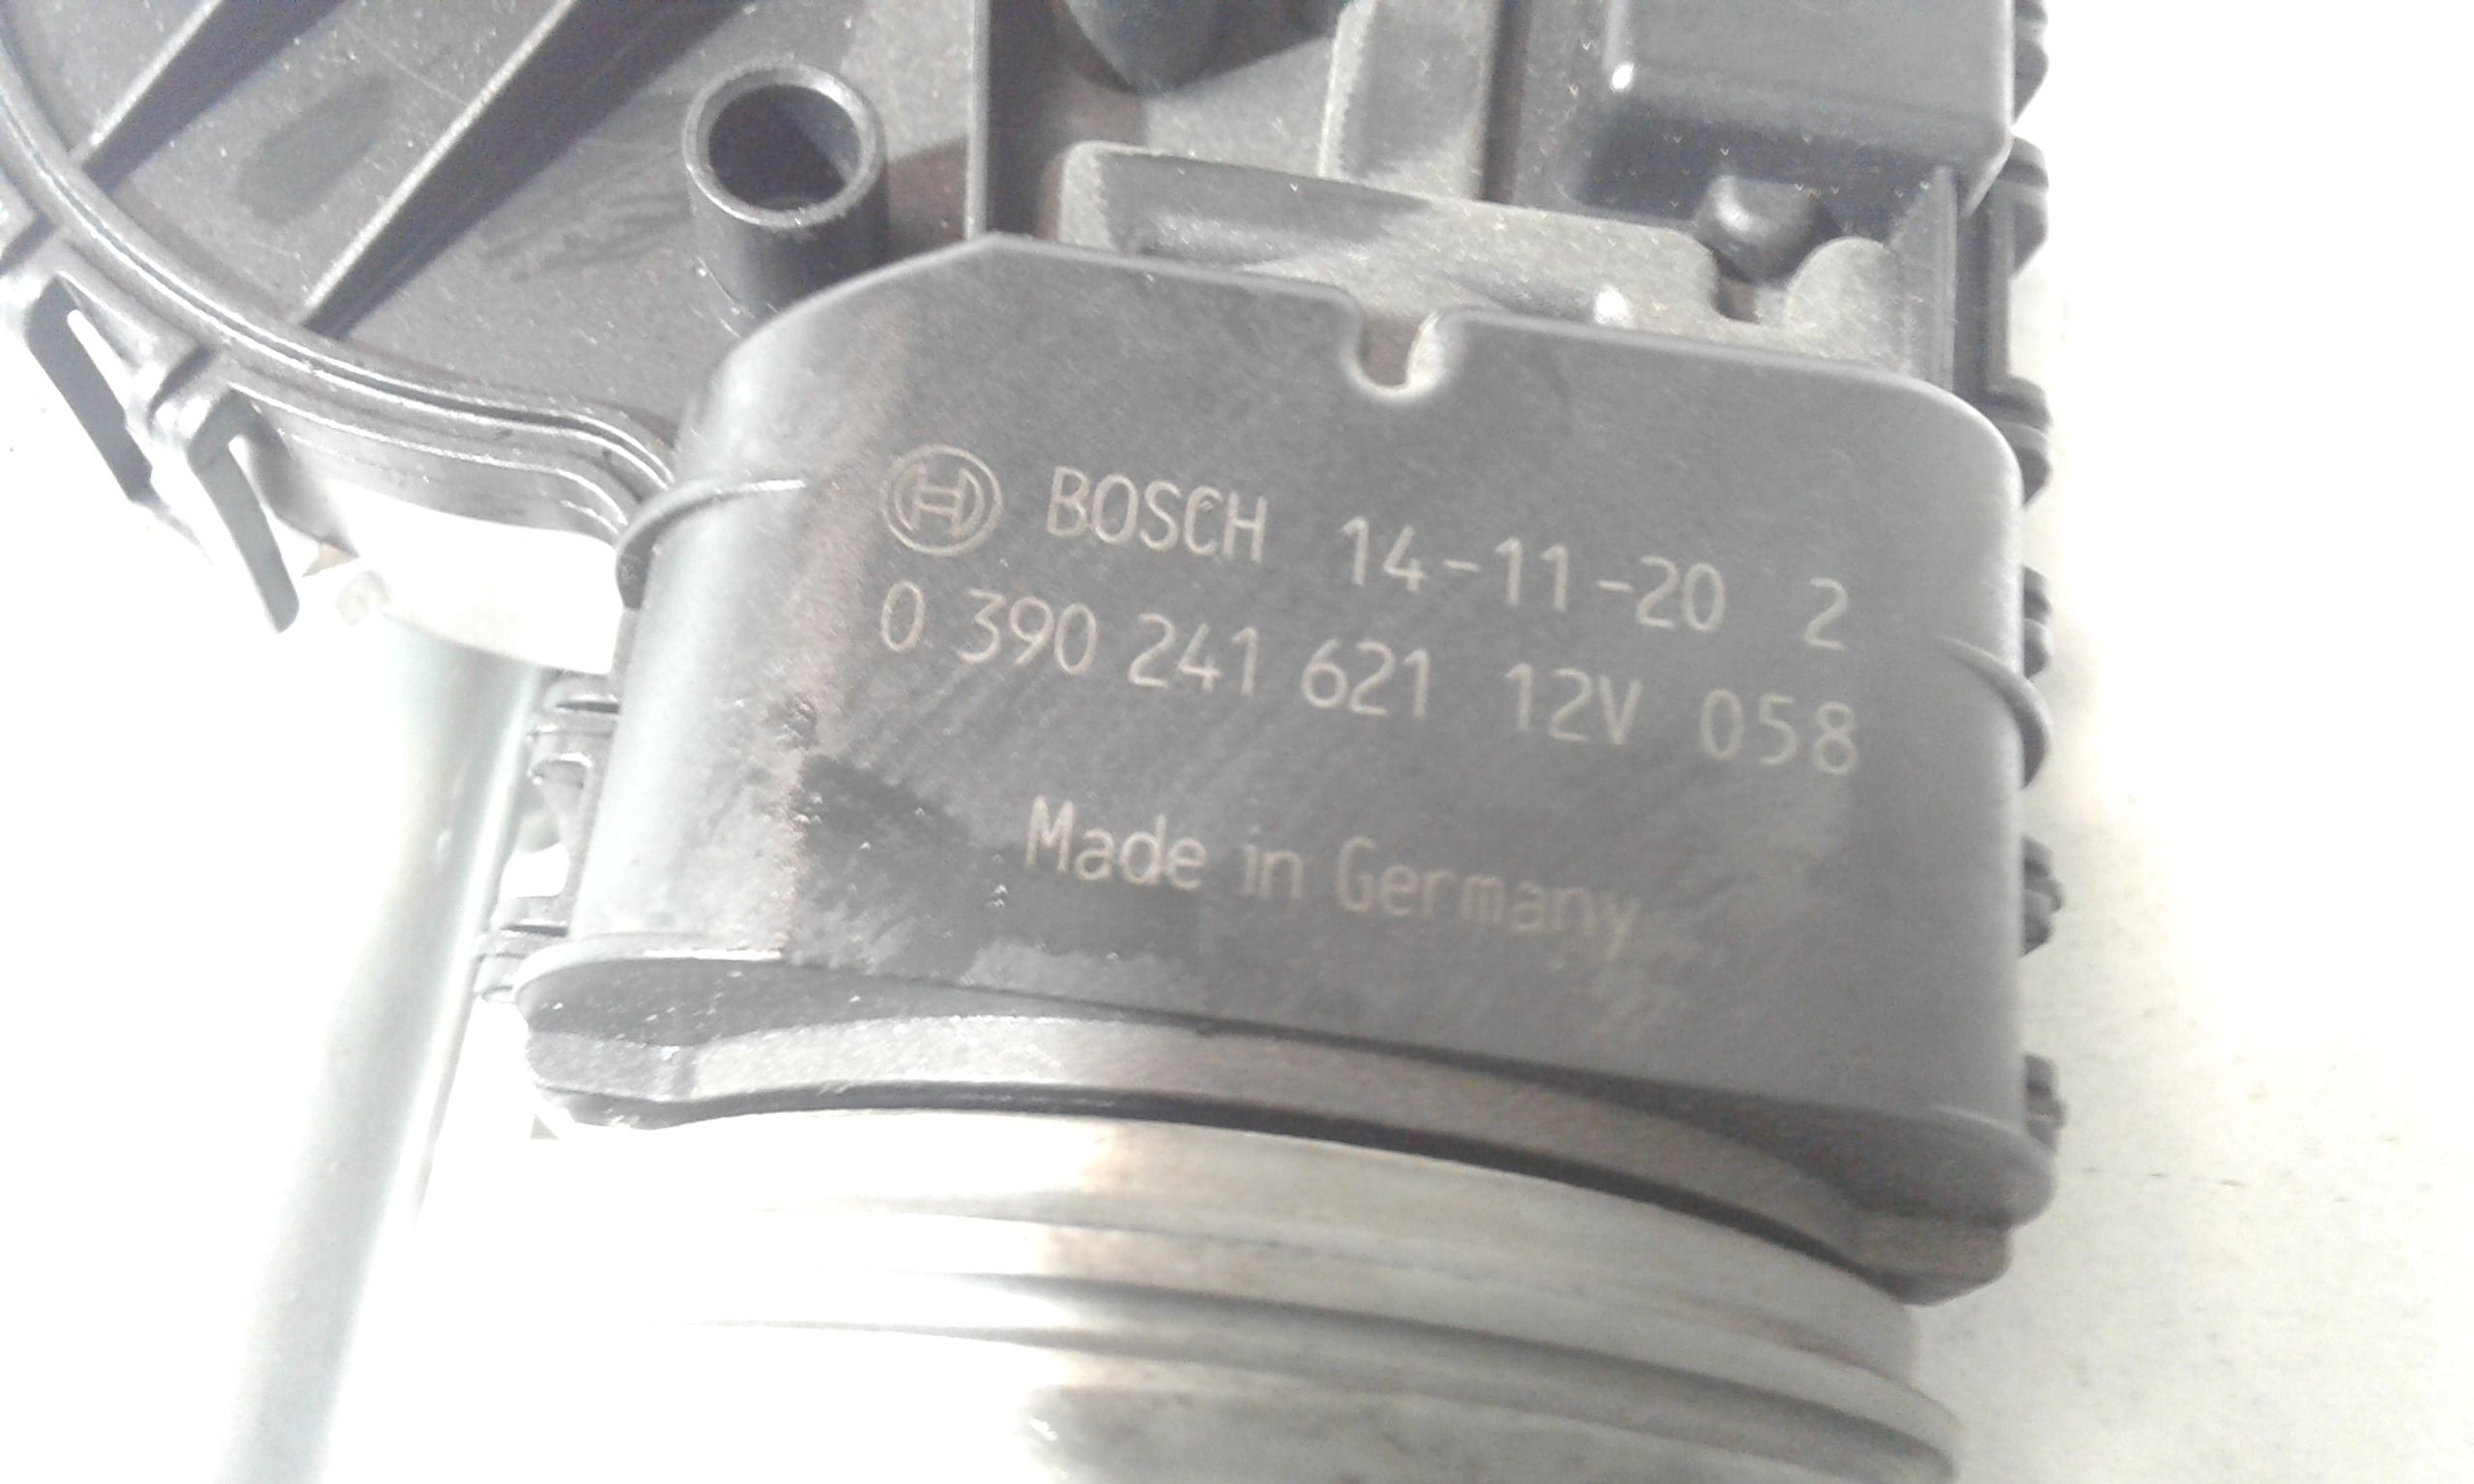 BOSCH 14-11-20 2
0 390 241 621 12V 058
Made in Germany